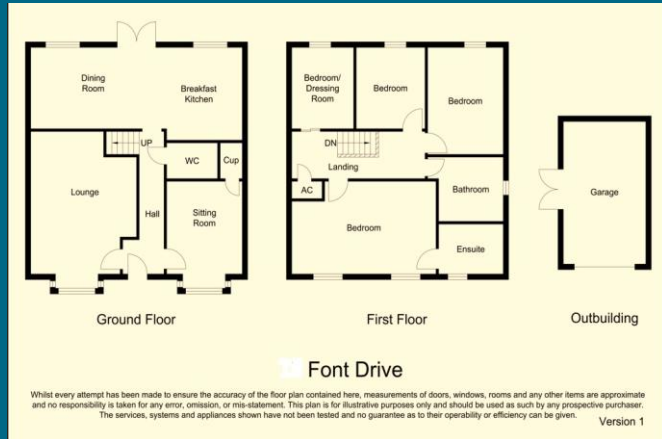 Dining
Room
Breakfast
Kitchen
UP
WC
Cup
Lounge
Hall
Sitting
Room
Ground Floor
Bedroom/
Dressing
Room
Bedroom
Bedroom
DN
Landing
AC
Bathroom
Bedroom
Ensuite
First Floor
Garage
Outbuilding
Font Drive
Whilst every attempt has been made to ensure the accuracy of the floor plan contained here, measurements of doors, windows, rooms and any other items are approximate
and no responsibility is taken for any error, omission, or mis-statement. This plan is for illustrative purposes only and should be used as such by any prospective purchaser.
The services, systems and appliances shown have not been tested and no guarantee as to their operability or efficiency can be given.
Version 1